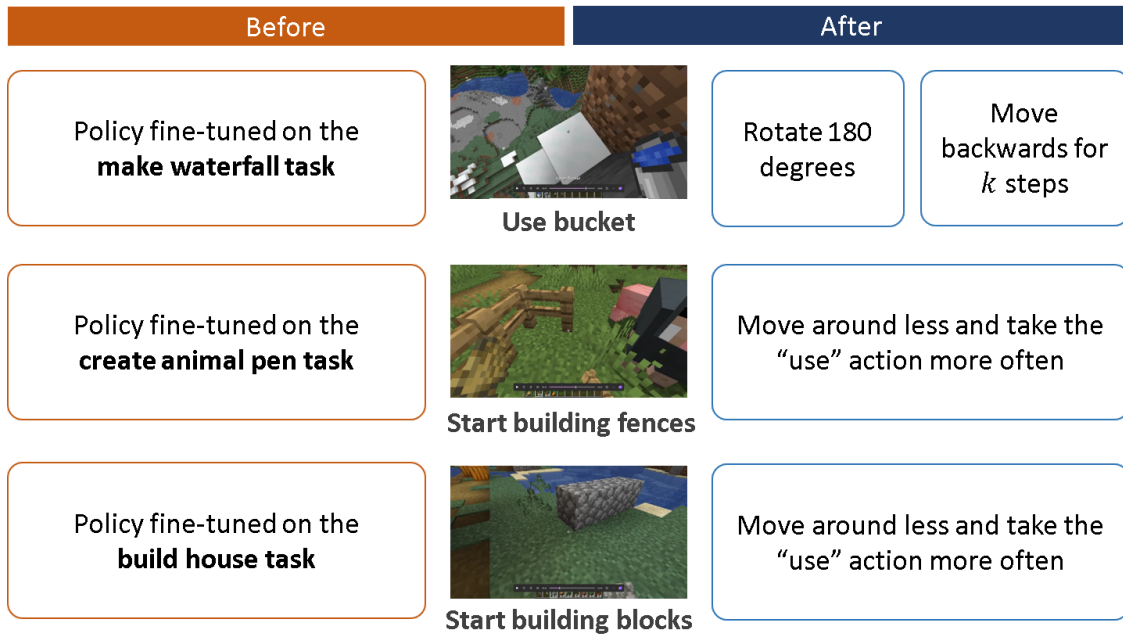 Before
After
Policy fine-tuned on the
make waterfall task
Use bucket
Rotate 180
degrees
Move
backwards for
k steps
Policy fine-tuned on the
create animal pen task
Start building fences
Move around less and take the
“use” action more often
Policy fine-tuned on the
build house task
Start building blocks
Move around less and take the
“use” action more often